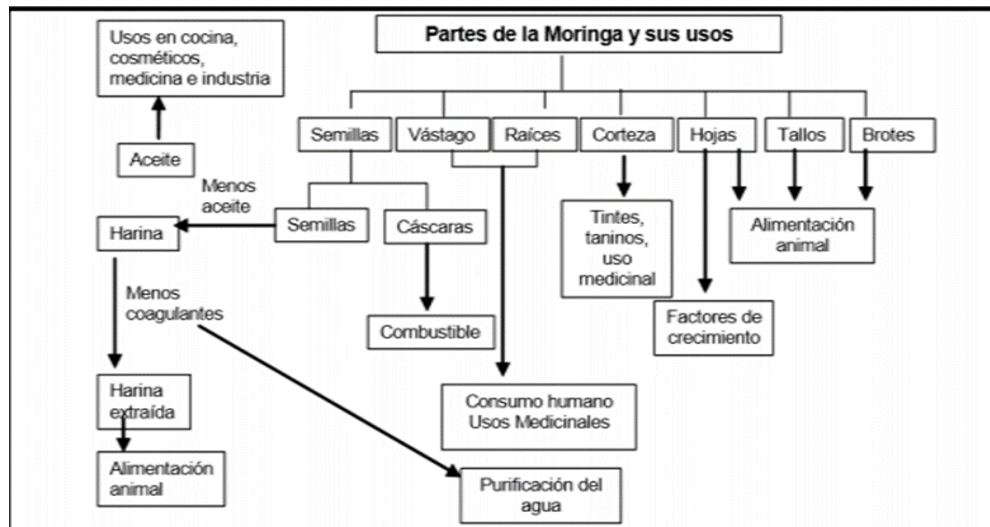 Partes de la Moringa y sus usos
Usos en cocina,
cosméticos,
medicina e industria
Aceite
Semillas
Vástago
Raíces
Corteza
Hojas
Tallos
Brotes
Menos
aceite
Harina
Semillas
Cáscaras
Tintes,
taninos,
uso
medicinal
Alimentación
animal
Menos
coagulantes
Combustible
Factores de
crecimiento
Harina
extraída
Consumo humano
Usos Medicinales
Alimentación
animal
Purificación del
agua